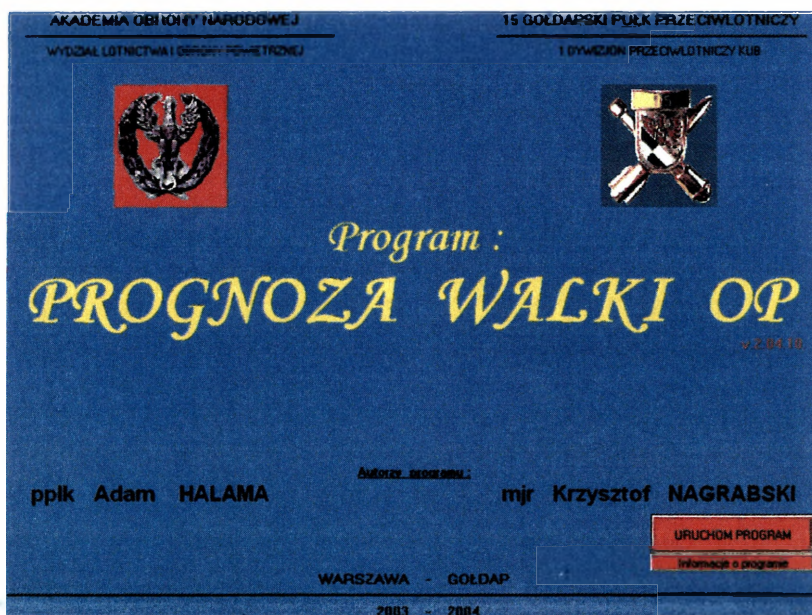 AKADEMIA OBRONY NARODOWEJ
15 GOŁDAPSKI PUŁK PRZECIWLOTNICZY
WYDZIAŁ LOTNICTWA I OBRONY POWIETRZNEJ
1 DYWIZJON PRZECIWLOTNICZY KUB
Program :
PROGNOZA WALKI OP
Autorzy programu :
ppłk Adam HALAMA
mjr Krzysztof NAGRABSKI
URUCHOM PROGRAM
Informacje o programie
WARSZAWA - GOŁDAP
2003 - 2004